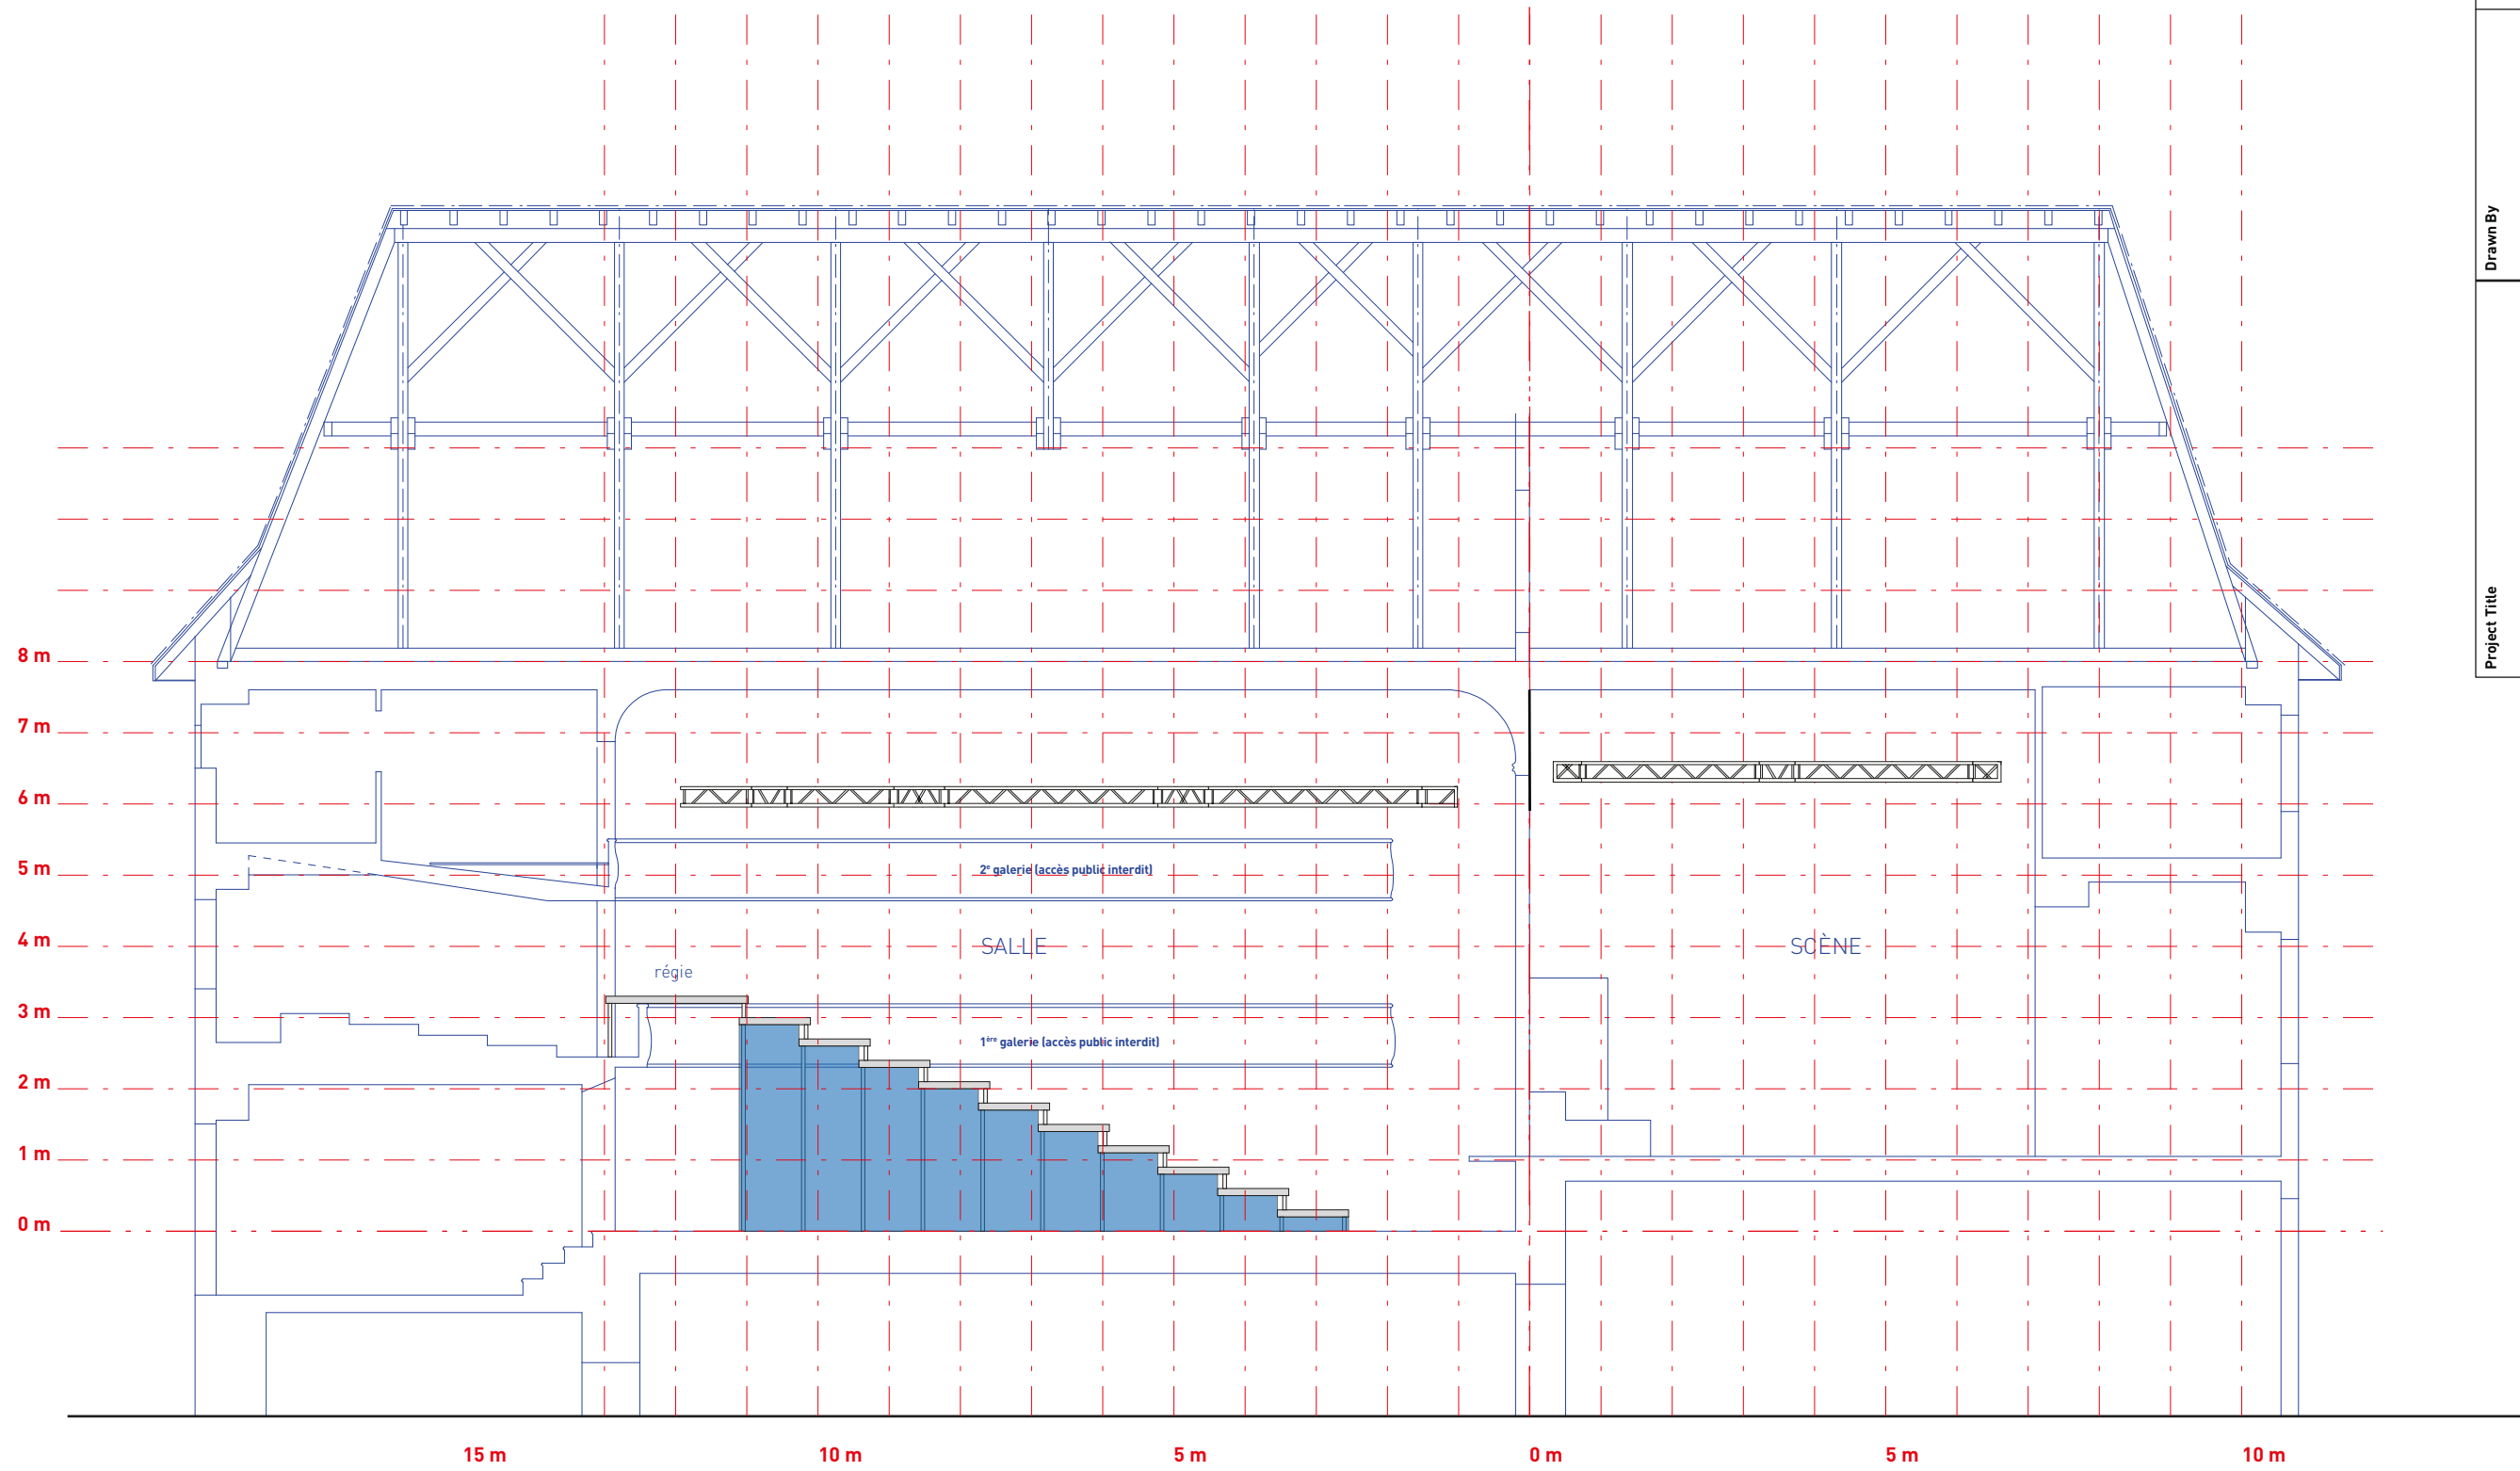 Drawn By
Project Title
8 m
7 m
6 m
5 m
2e galerie (accès public interdit)
4 m
SALLE
SCÈNE
régie
3 m
1ère galerie (accès public interdit)
2 m
1 m
0 m
15 m
10 m
5 m
0 m
5 m
10 m